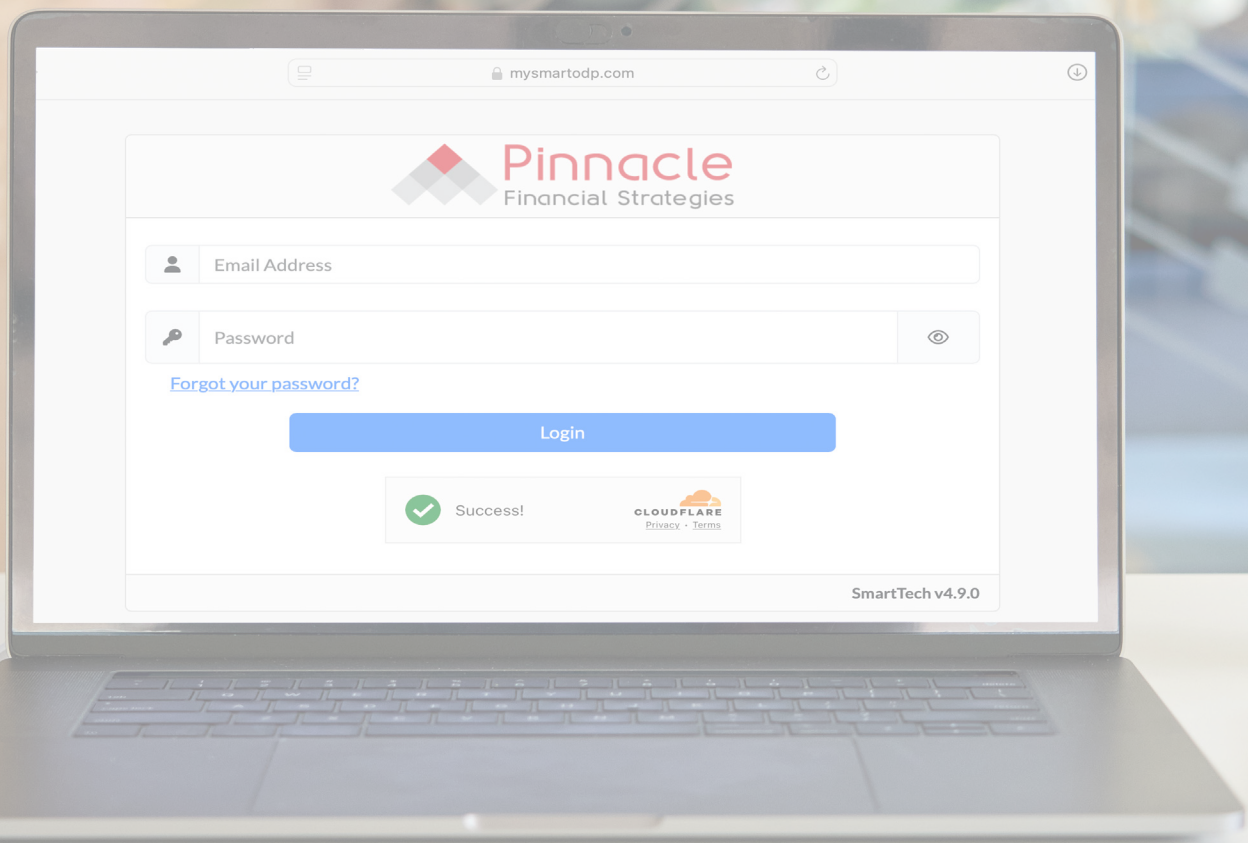 mysmartodp.com
Pinnacle
Financial Strategies
Email Address
Password
Forgot your password?
Login
Success!
CLOUDFLARE
Privacy • Terms
SmartTech v4.9.0